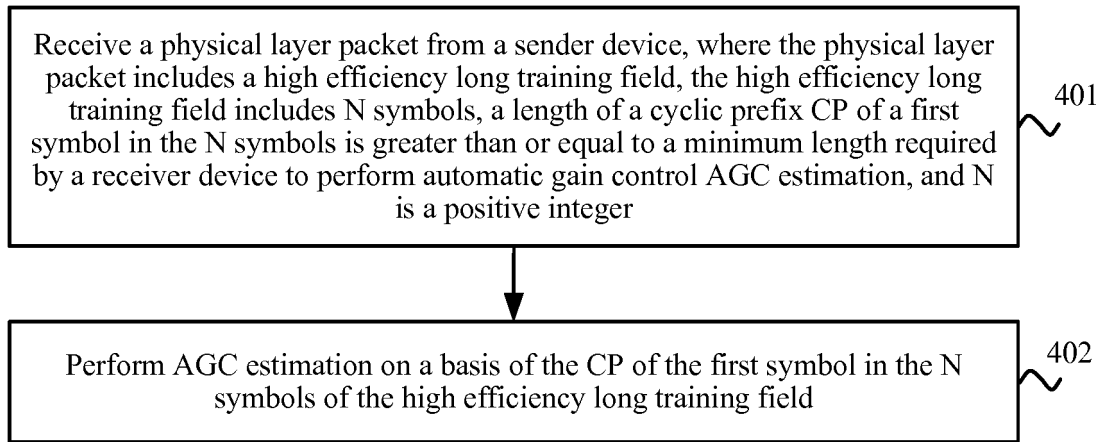 Receive a physical layer packet from a sender device, where the physical layer
packet includes a high efficiency long training field, the high efficiency long
training field includes N symbols, a length of a cyclic prefix CP of a first
symbol in the N symbols is greater than or equal to a minimum length required
by a receiver device to perform automatic gain control AGC estimation, and N
is a positive integer
401
Perform AGC estimation on a basis of the CP of the first symbol in the N
symbols of the high efficiency long training field
402